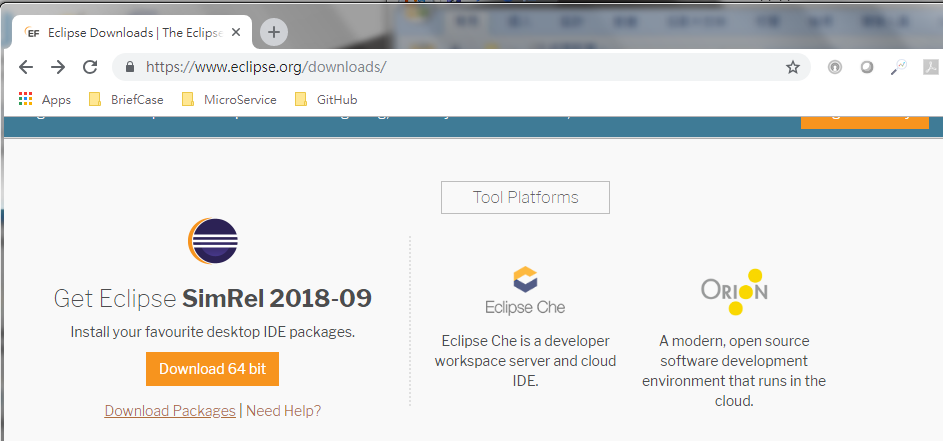 EF Eclipse Downloads | The Eclipse
https://www.eclipse.org/downloads/
Apps BriefCase MicroService GitHub
Tool Platforms
Get Eclipse SimRel 2018-09
Install your favourite desktop IDE packages.
Download 64 bit
Download Packages | Need Help?
Eclipse Che
Eclipse Che is a developer
workspace server and cloud
IDE.
ORION
A modern, open source
software development
environment that runs in the
cloud.